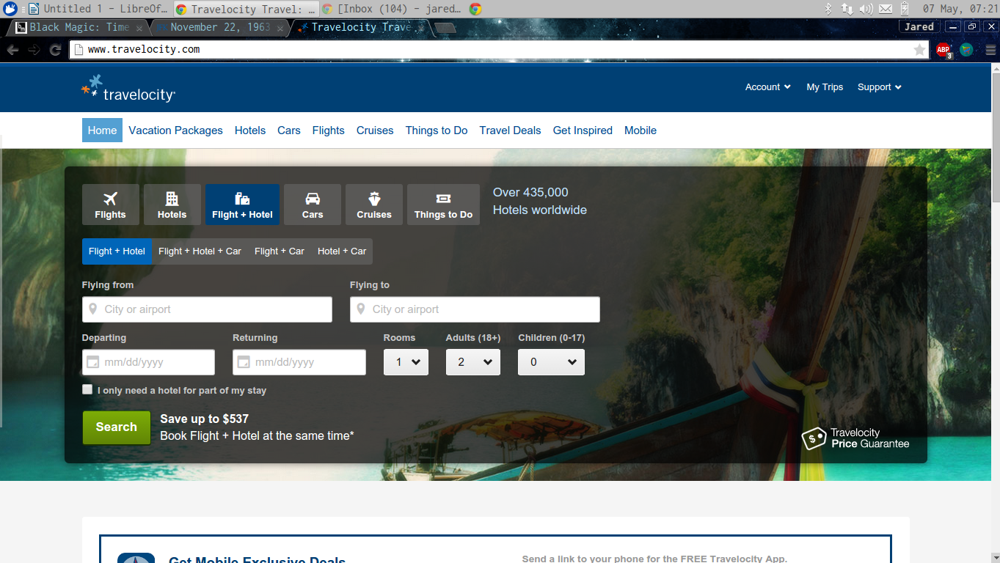 Untitled 1 - LibreOf…
Travelocity Travel: …
[Inbox (104) - jared…
07 May, 07:21
Black Magic: Time
November 22, 1963
Travelocity Trave
Jared
www.travelocity.com
ABP
3
travelocity
Account
My Trips
Support
Home
Vacation Packages
Hotels
Cars
Flights
Cruises
Things to Do
Travel Deals
Get Inspired
Mobile
Flights
Hotels
Flight + Hotel
Cars
Cruises
Things to Do
Over 435,000
Hotels worldwide
Flight + Hotel
Flight + Hotel + Car
Flight + Car
Hotel + Car
Flying from
Flying to
City or airport
City or airport
Departing
Returning
Rooms
Adults (18+)
Children (0-17)
mm/dd/yyyy
mm/dd/yyyy
1
2
0
I only need a hotel for part of my stay
Search
Save up to $537
Book Flight + Hotel at the same time*
$
Travelocity
Price Guarantee
Get Mobile Exclusive Deals
Send a link to your phone for the FREE Travelocity App.